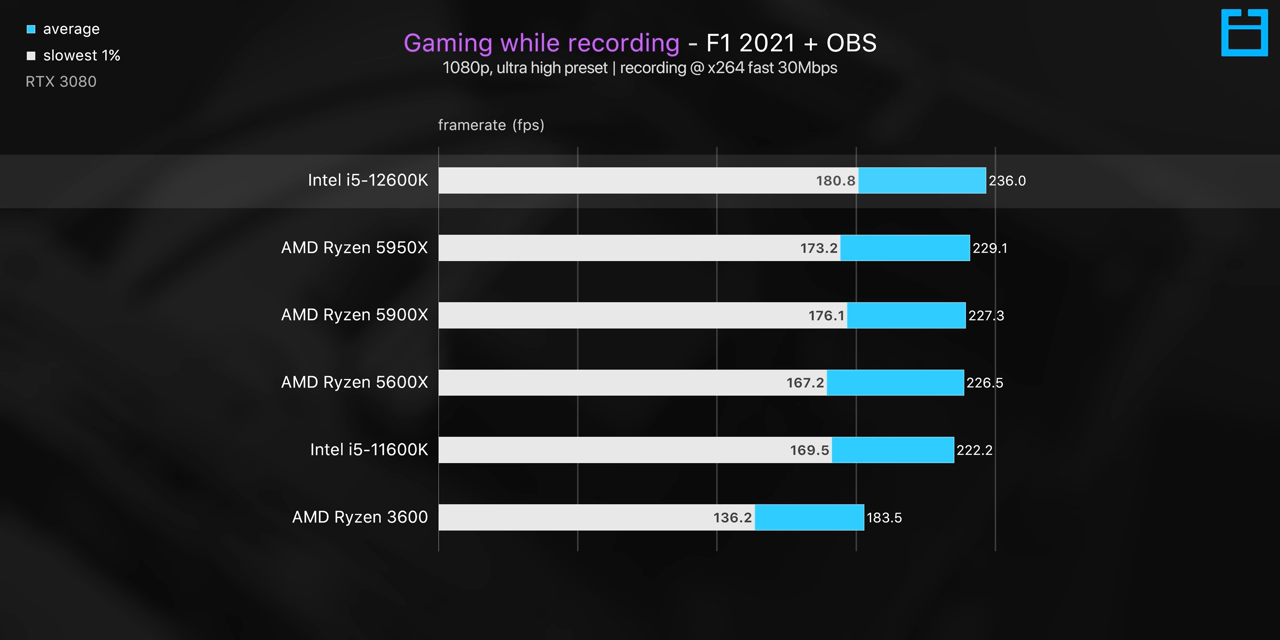 average
slowest 1%
RTX 3080
Gaming while recording - F1 2021 + OBS
1080p, ultra high preset | recording @ x264 fast 30Mbps
framerate (fps)
Intel i5-12600K 180.8 236.0
AMD Ryzen 5950X 173.2 229.1
AMD Ryzen 5900X 176.1 227.3
AMD Ryzen 5600X 167.2 226.5
Intel i5-11600K 169.5 222.2
AMD Ryzen 3600 136.2 183.5